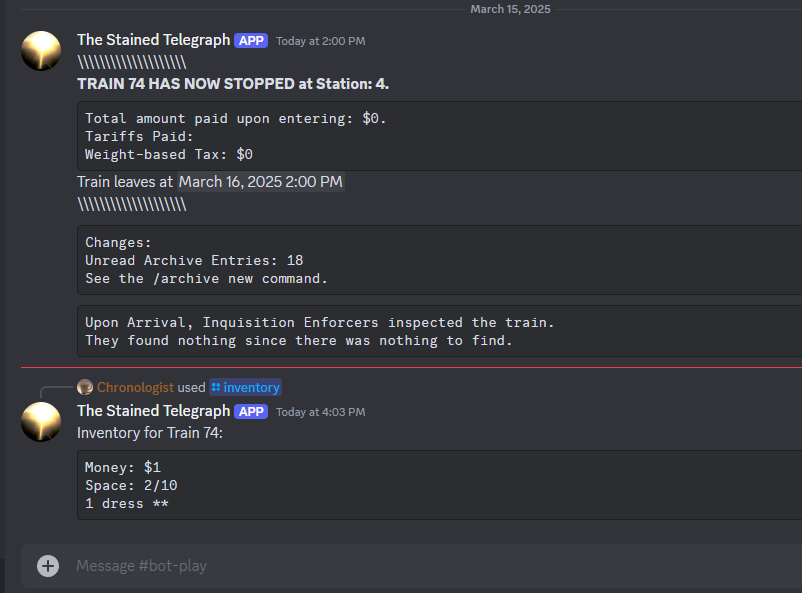 March 15, 2025
The Stained Telegraph APP Today at 2:00 PM
\\\\\\\\\\\\\\\\\\\\
TRAIN 74 HAS NOW STOPPED at Station: 4.
Total amount paid upon entering: $0.
Tariffs Paid:
Weight-based Tax: $0
Train leaves at March 16, 2025 2:00 PM
\\\\\\\\\\\\\\\\\\\\
Changes:
Unread Archive Entries: 18
See the /archive new command.
Upon Arrival, Inquisition Enforcers inspected the train.
They found nothing since there was nothing to find.
Chronologist used inventory
The Stained Telegraph APP Today at 4:03 PM
Inventory for Train 74:
Money: $1
Space: 2/10
1 dress **
Message #bot-play